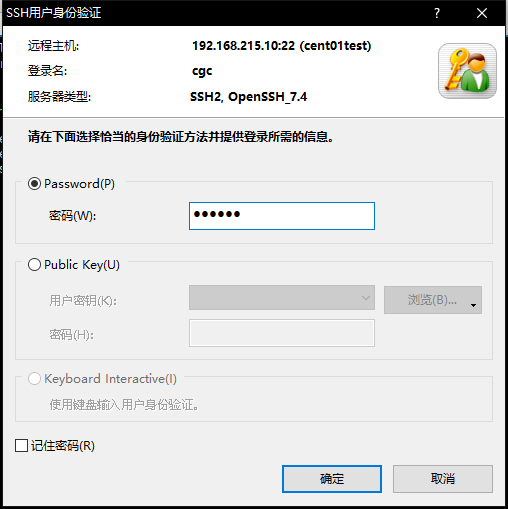 SSH用户身份验证
远程主机: 192.168.215.10:22 (cent01test)
登录名: cgc
服务器类型: SSH2, OpenSSH_7.4
请在下面选择恰当的身份验证方法并提供登录所需的信息。
Password(P)
密码(W): ●●●●●●
Public Key(U)
用户密钥(K): 浏览(B)...
密码(H):
Keyboard Interactive(I)
使用键盘输入用户身份验证。
记住密码(R)
确定 取消